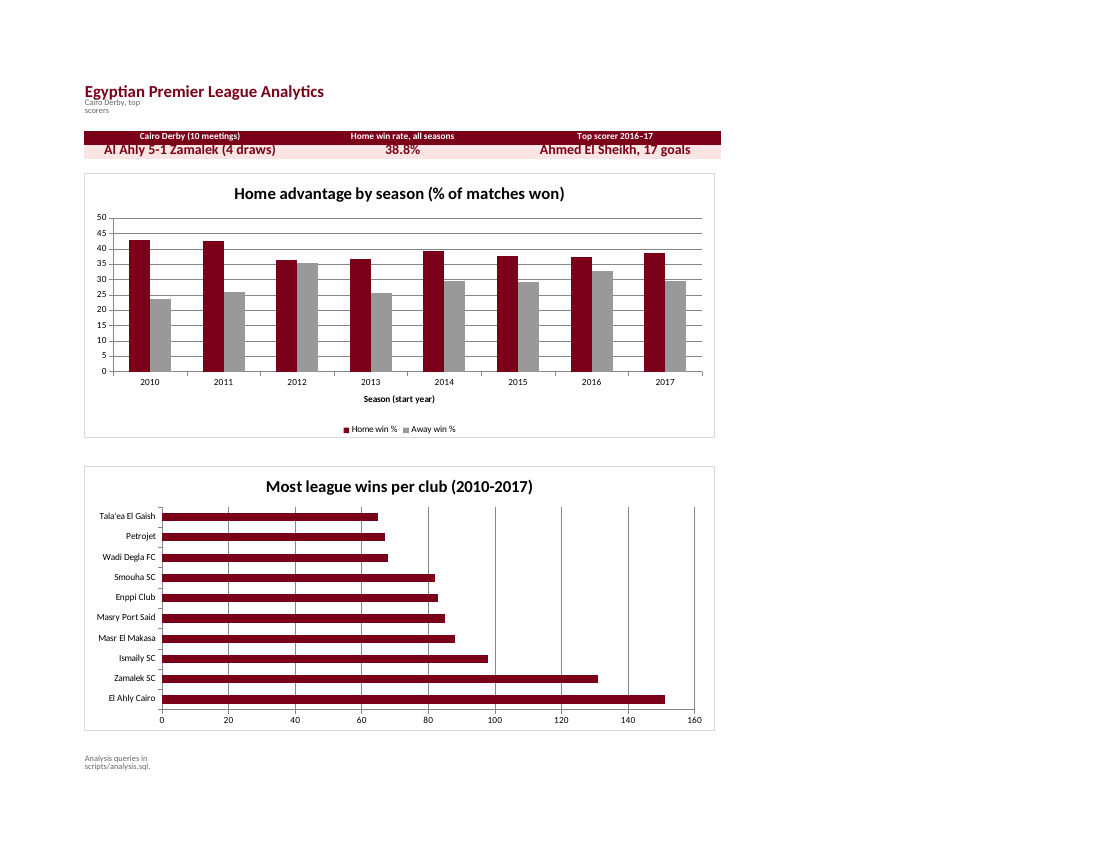 Egyptian Premier League Analytics
Cairo Derby, top
scorers
Cairo Derby (10 meetings) Home win rate, all seasons Top scorer 2016–17
Al Ahly 5-1 Zamalek (4 draws) 38.8% Ahmed El Sheikh, 17 goals
Home advantage by season (% of matches won)
50
45
40
35
30
25
20
15
10
5
0
2010 2011 2012 2013 2014 2015 2016 2017
Season (start year)
Home win % Away win %
Most league wins per club (2010-2017)
Tala'ea El Gaish
Petrojet
Wadi Degla FC
Smouha SC
Enppi Club
Masry Port Said
Masr El Makasa
Ismaily SC
Zamalek SC
El Ahly Cairo
0 20 40 60 80 100 120 140 160
Analysis queries in
scripts/analysis.sql.